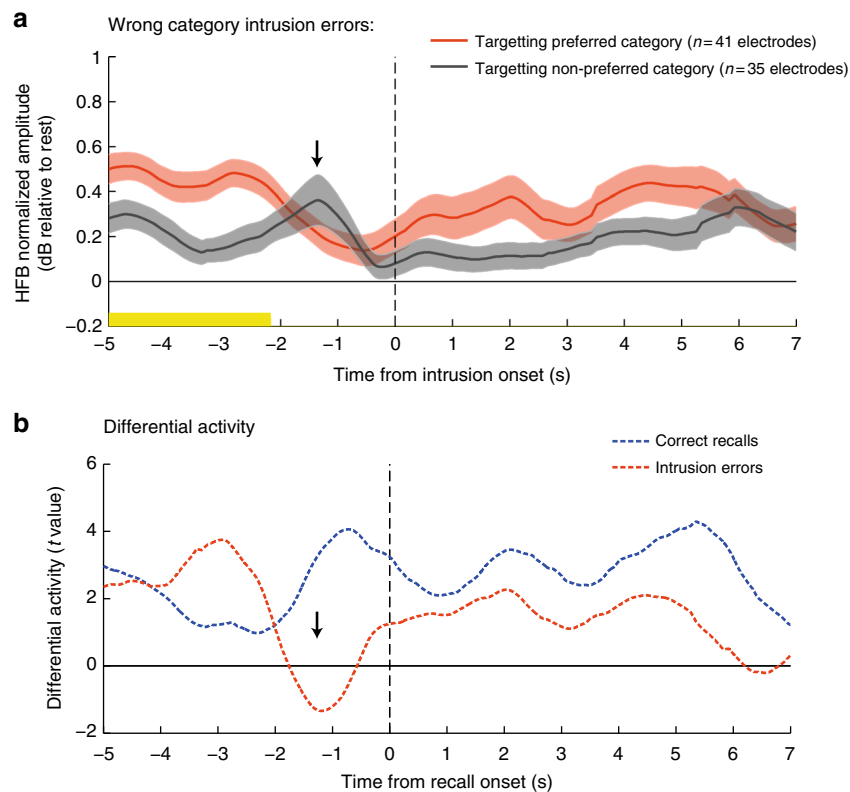 a
Wrong category intrusion errors:
Targetting preferred category (n=41 electrodes)
Targetting non-preferred category (n=35 electrodes)
HFB normalized amplitude
(dB relative to rest)
1
0.8
0.6
0.4
0.2
0
−0.2
−5 −4 −3 −2 −1 0 1 2 3 4 5 6 7
Time from intrusion onset (s)
b
Differential activity
Correct recalls
Intrusion errors
Differential activity (t value)
6
4
2
0
−2
−5 −4 −3 −2 −1 0 1 2 3 4 5 6 7
Time from recall onset (s)